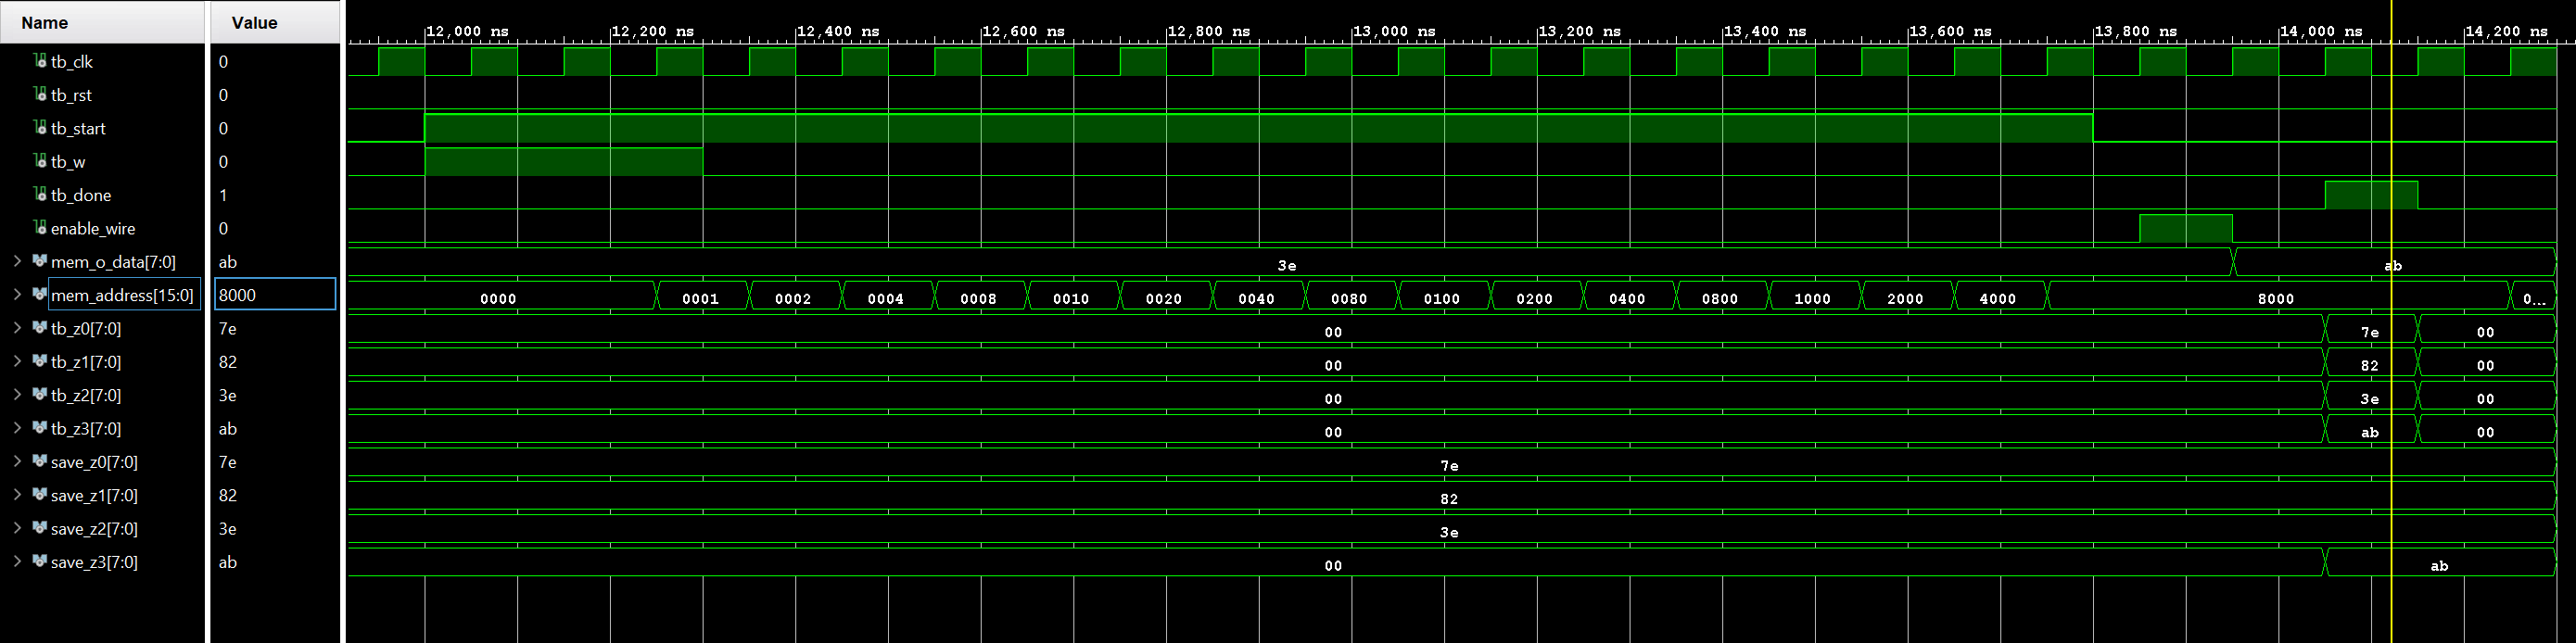 Name Value
12,000 ns 12,200 ns 12,400 ns 12,600 ns 12,800 ns 13,000 ns 13,200 ns 13,400 ns 13,600 ns 13,800 ns 14,000 ns 14,200 ns
tb_clk 0
tb_rst 0
tb_start 0
tb_w 0
tb_done 1
enable_wire 0
mem_o_data[7:0] ab 3e ab
mem_address[15:0] 8000 0000 0001 0002 0004 0008 0010 0020 0040 0080 0100 0200 0400 0800 1000 2000 4000 8000 0...
tb_z0[7:0] 7e 00 7e 00
tb_z1[7:0] 82 00 82 00
tb_z2[7:0] 3e 00 3e 00
tb_z3[7:0] ab 00 ab 00
save_z0[7:0] 7e 7e
save_z1[7:0] 82 82
save_z2[7:0] 3e 3e
save_z3[7:0] ab 00 ab